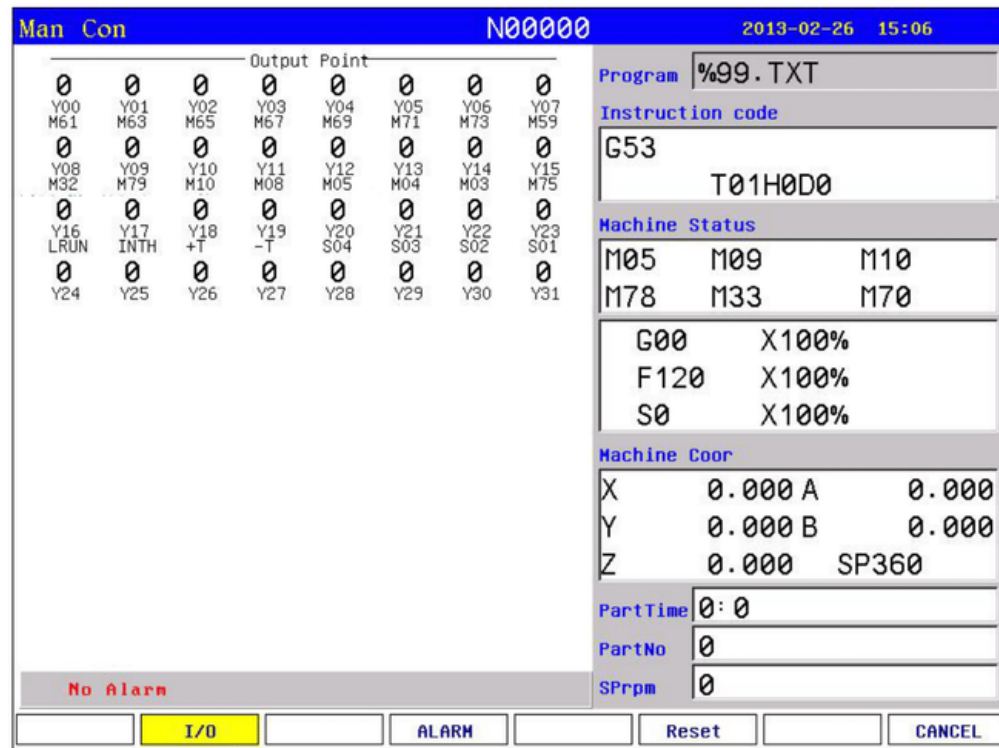 Man Con N00000 2013-02-26 15:06
Output Point
0 0 0 0 0 0 0 0
Y00 Y01 Y02 Y03 Y04 Y05 Y06 Y07
M61 M63 M65 M67 M69 M71 M73 M59
0 0 0 0 0 0 0 0
Y08 Y09 Y10 Y11 Y12 Y13 Y14 Y15
M32 M79 M10 M08 M05 M04 M03 M75
0 0 0 0 0 0 0 0
Y16 Y17 Y18 Y19 Y20 Y21 Y22 Y23
LRUN INTH +T -T S04 S03 S02 S01
0 0 0 0 0 0 0 0
Y24 Y25 Y26 Y27 Y28 Y29 Y30 Y31
No Alarm
Program %99.TXT
Instruction code
G53
T01H0D0
Machine Status
M05 M09 M10
M78 M33 M70
G00 X100%
F120 X100%
S0 X100%
Machine Coor
X 0.000 A 0.000
Y 0.000 B 0.000
Z 0.000 SP360
PartTime 0: 0
PartNo 0
SPrpm 0
I/O ALARM Reset CANCEL